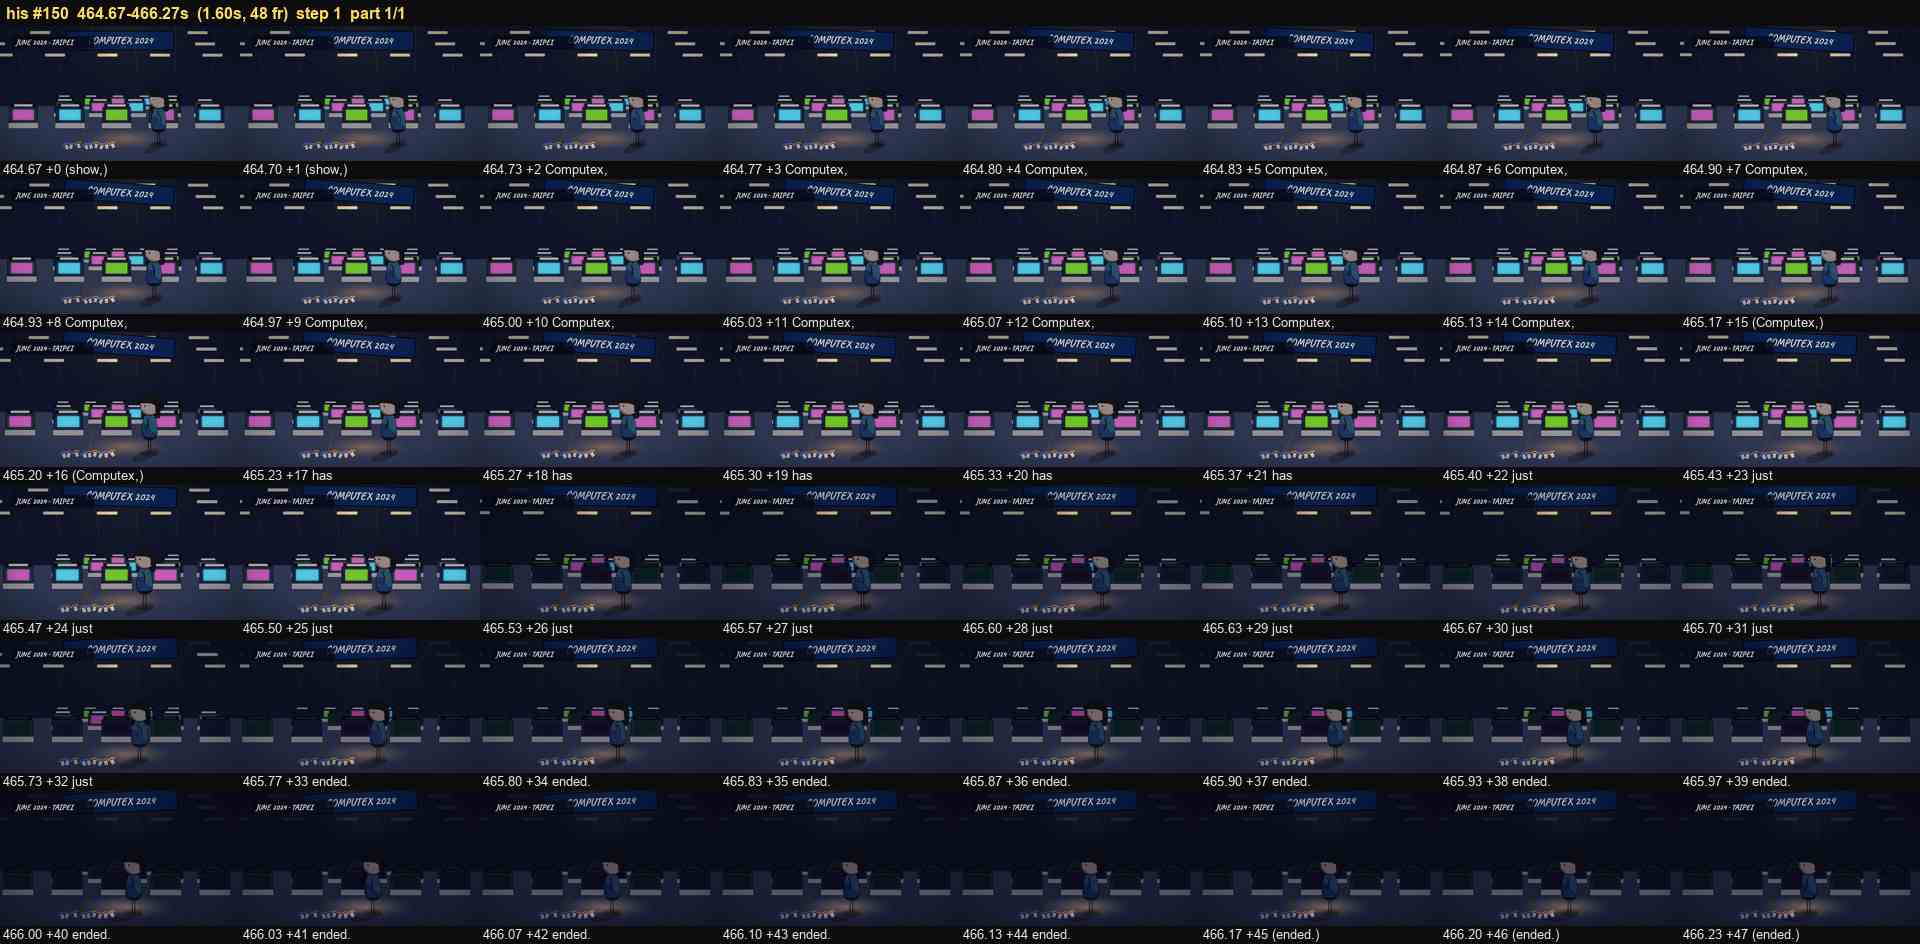 his #150 464.67-466.27s (1.60s, 48 fr) step 1 part 1/1
JUNE 2024 - TAIPEI COMPUTEX 2024
464.67 +0 (show,)
464.70 +1 (show,)
464.73 +2 Computex,
464.77 +3 Computex,
464.80 +4 Computex,
464.83 +5 Computex,
464.87 +6 Computex,
464.90 +7 Computex,
464.93 +8 Computex,
464.97 +9 Computex,
465.00 +10 Computex,
465.03 +11 Computex,
465.07 +12 Computex,
465.10 +13 Computex,
465.13 +14 Computex,
465.17 +15 (Computex,)
465.20 +16 (Computex,)
465.23 +17 has
465.27 +18 has
465.30 +19 has
465.33 +20 has
465.37 +21 has
465.40 +22 just
465.43 +23 just
465.47 +24 just
465.50 +25 just
465.53 +26 just
465.57 +27 just
465.60 +28 just
465.63 +29 just
465.67 +30 just
465.70 +31 just
465.73 +32 just
465.77 +33 ended.
465.80 +34 ended.
465.83 +35 ended.
465.87 +36 ended.
465.90 +37 ended.
465.93 +38 ended.
465.97 +39 ended.
466.00 +40 ended.
466.03 +41 ended.
466.07 +42 ended.
466.10 +43 ended.
466.13 +44 ended.
466.17 +45 (ended.)
466.20 +46 (ended.)
466.23 +47 (ended.)